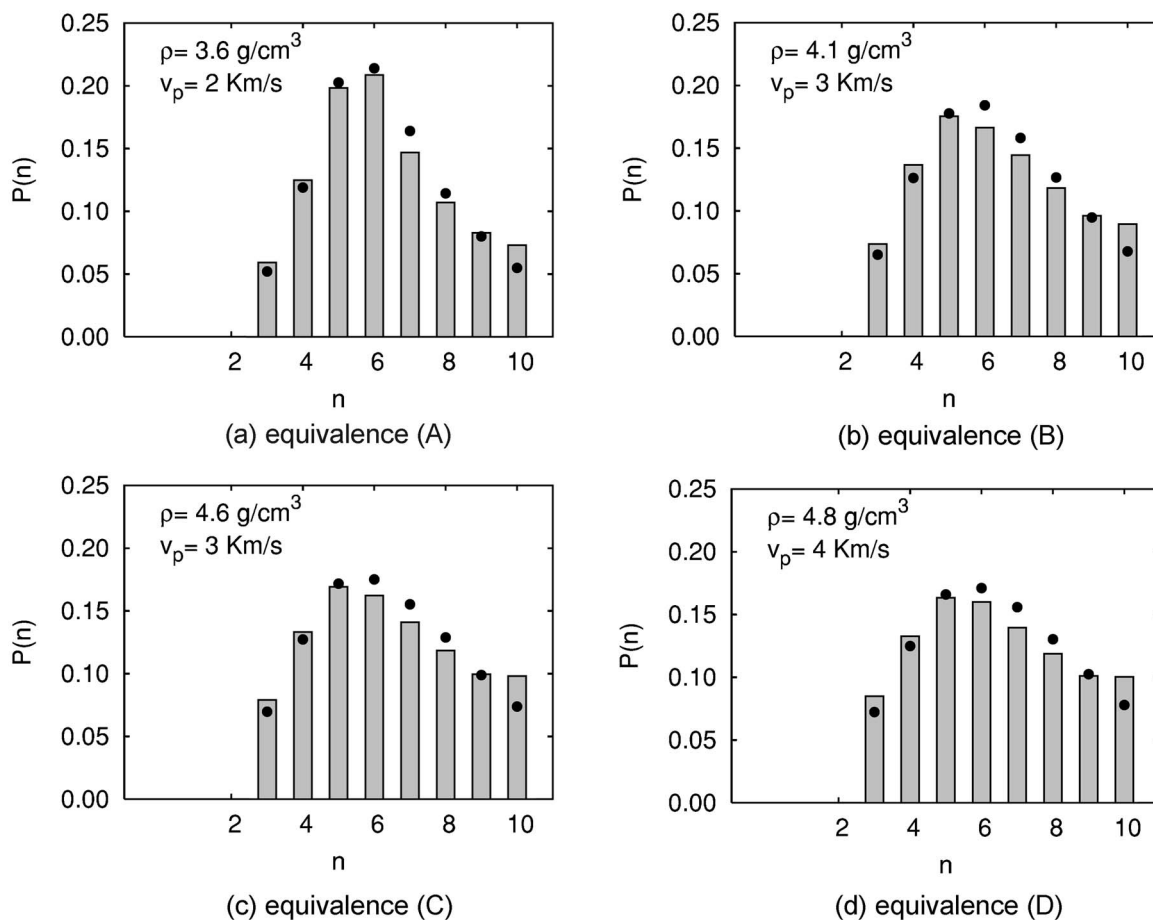 0.25
0.20
0.15
0.10
0.05
0.00
P(n)
ρ= 3.6 g/cm³
vₚ= 2 Km/s
2 4 6 8 10
n
(a) equivalence (A)
0.25
0.20
0.15
0.10
0.05
0.00
P(n)
ρ= 4.1 g/cm³
vₚ= 3 Km/s
2 4 6 8 10
n
(b) equivalence (B)
0.25
0.20
0.15
0.10
0.05
0.00
P(n)
ρ= 4.6 g/cm³
vₚ= 3 Km/s
2 4 6 8 10
n
(c) equivalence (C)
0.25
0.20
0.15
0.10
0.05
0.00
P(n)
ρ= 4.8 g/cm³
vₚ= 4 Km/s
2 4 6 8 10
n
(d) equivalence (D)